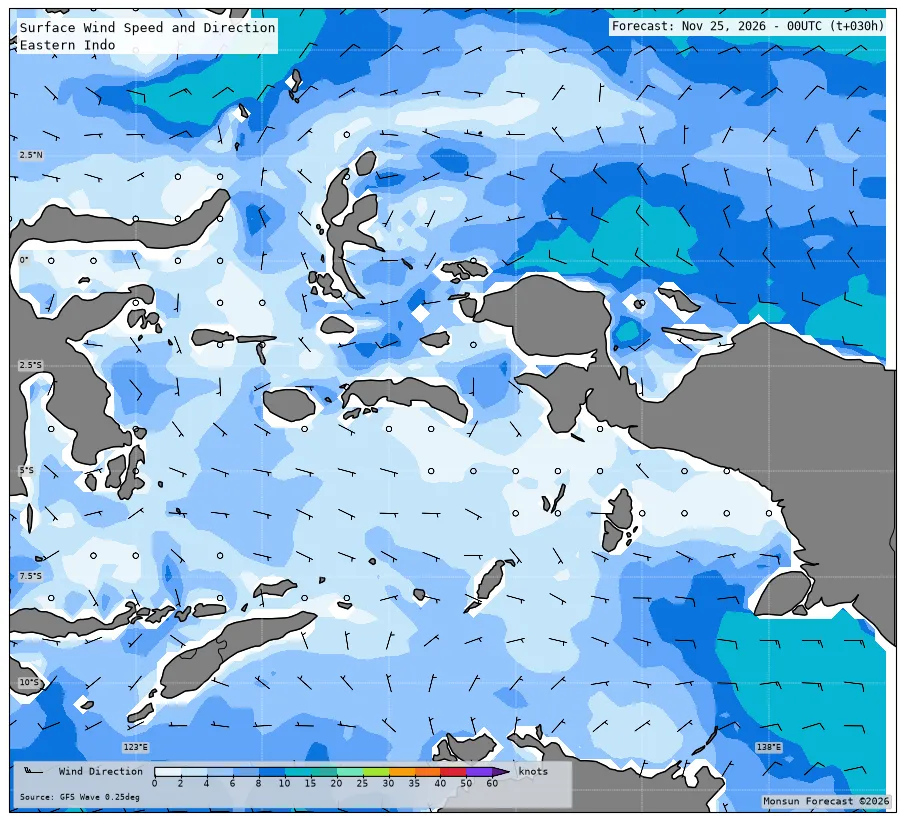 Surface Wind Speed and Direction
Eastern Indo
Forecast: Nov 25, 2026 - 00UTC (t+030h)
2.5°N
0°
2.5°S
5°S
7.5°S
10°S
123°E
138°E
Wind Direction
0 2 4 6 8 10 15 20 25 30 35 40 50 60
knots
Source: GFS Wave 0.25deg
Monsun Forecast ©2026